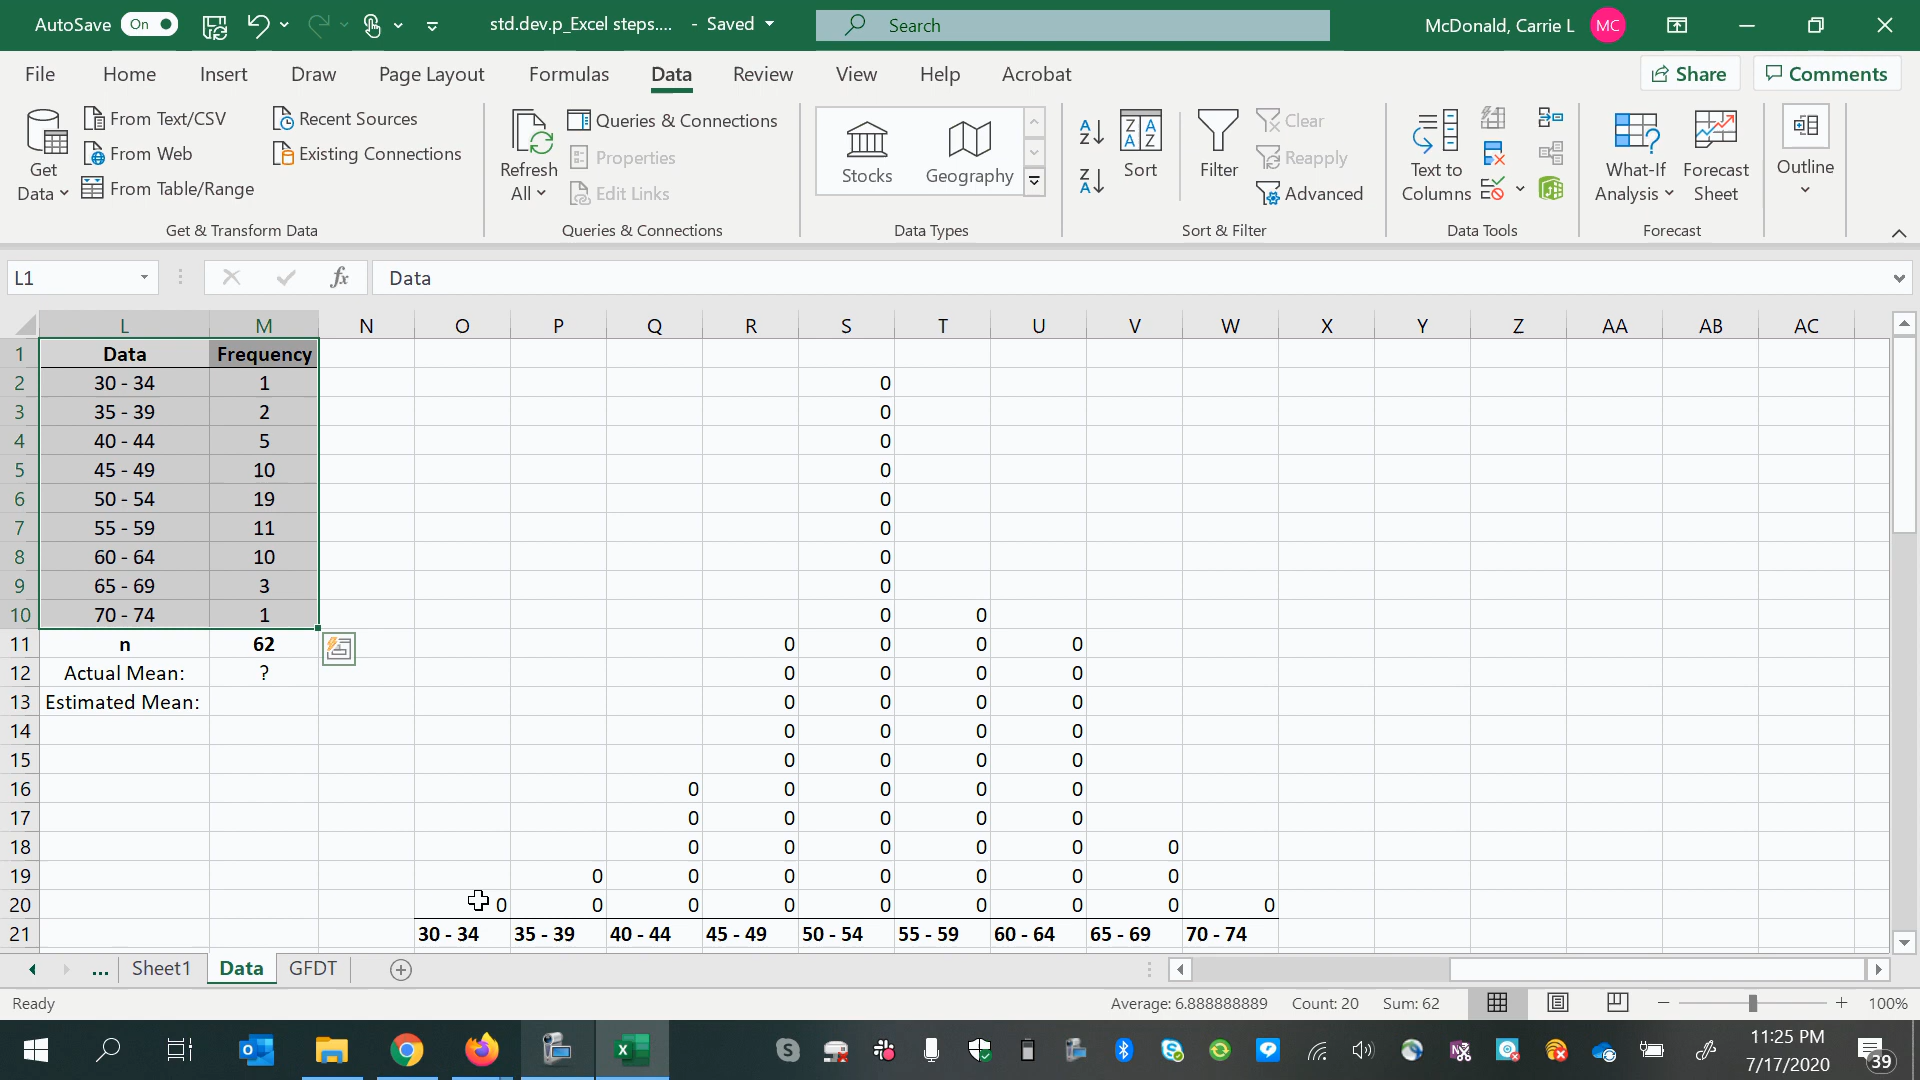 AutoSave On std.dev.p_Excel steps.... - Saved Search McDonald, Carrie L MC
File Home Insert Draw Page Layout Formulas Data Review View Help Acrobat Share Comments
Get Data
From Text/CSV
From Web
From Table/Range
Recent Sources
Existing Connections
Get & Transform Data
Refresh All
Queries & Connections
Properties
Edit Links
Queries & Connections
Stocks
Geography
Data Types
Sort
Filter
Clear
Reapply
Advanced
Sort & Filter
Text to Columns
Data Tools
What-If Analysis
Forecast Sheet
Forecast
Outline
L1 fx Data
L M N O P Q R S T U V W X Y Z AA AB AC
1 Data Frequency
2 30 - 34 1 0
3 35 - 39 2 0
4 40 - 44 5 0
5 45 - 49 10 0
6 50 - 54 19 0
7 55 - 59 11 0
8 60 - 64 10 0
9 65 - 69 3 0
10 70 - 74 1 0 0
11 n 62 0 0 0 0
12 Actual Mean: ? 0 0 0 0
13 Estimated Mean: 0 0 0 0
14 0 0 0 0
15 0 0 0 0
16 0 0 0 0 0
17 0 0 0 0 0
18 0 0 0 0 0 0
19 0 0 0 0 0 0 0
20 0 0 0 0 0 0 0 0 0
21 30 - 34 35 - 39 40 - 44 45 - 49 50 - 54 55 - 59 60 - 64 65 - 69 70 - 74
... Sheet1 Data GFDT
Ready Average: 6.888888889 Count: 20 Sum: 62 100%
11:25 PM
7/17/2020
39